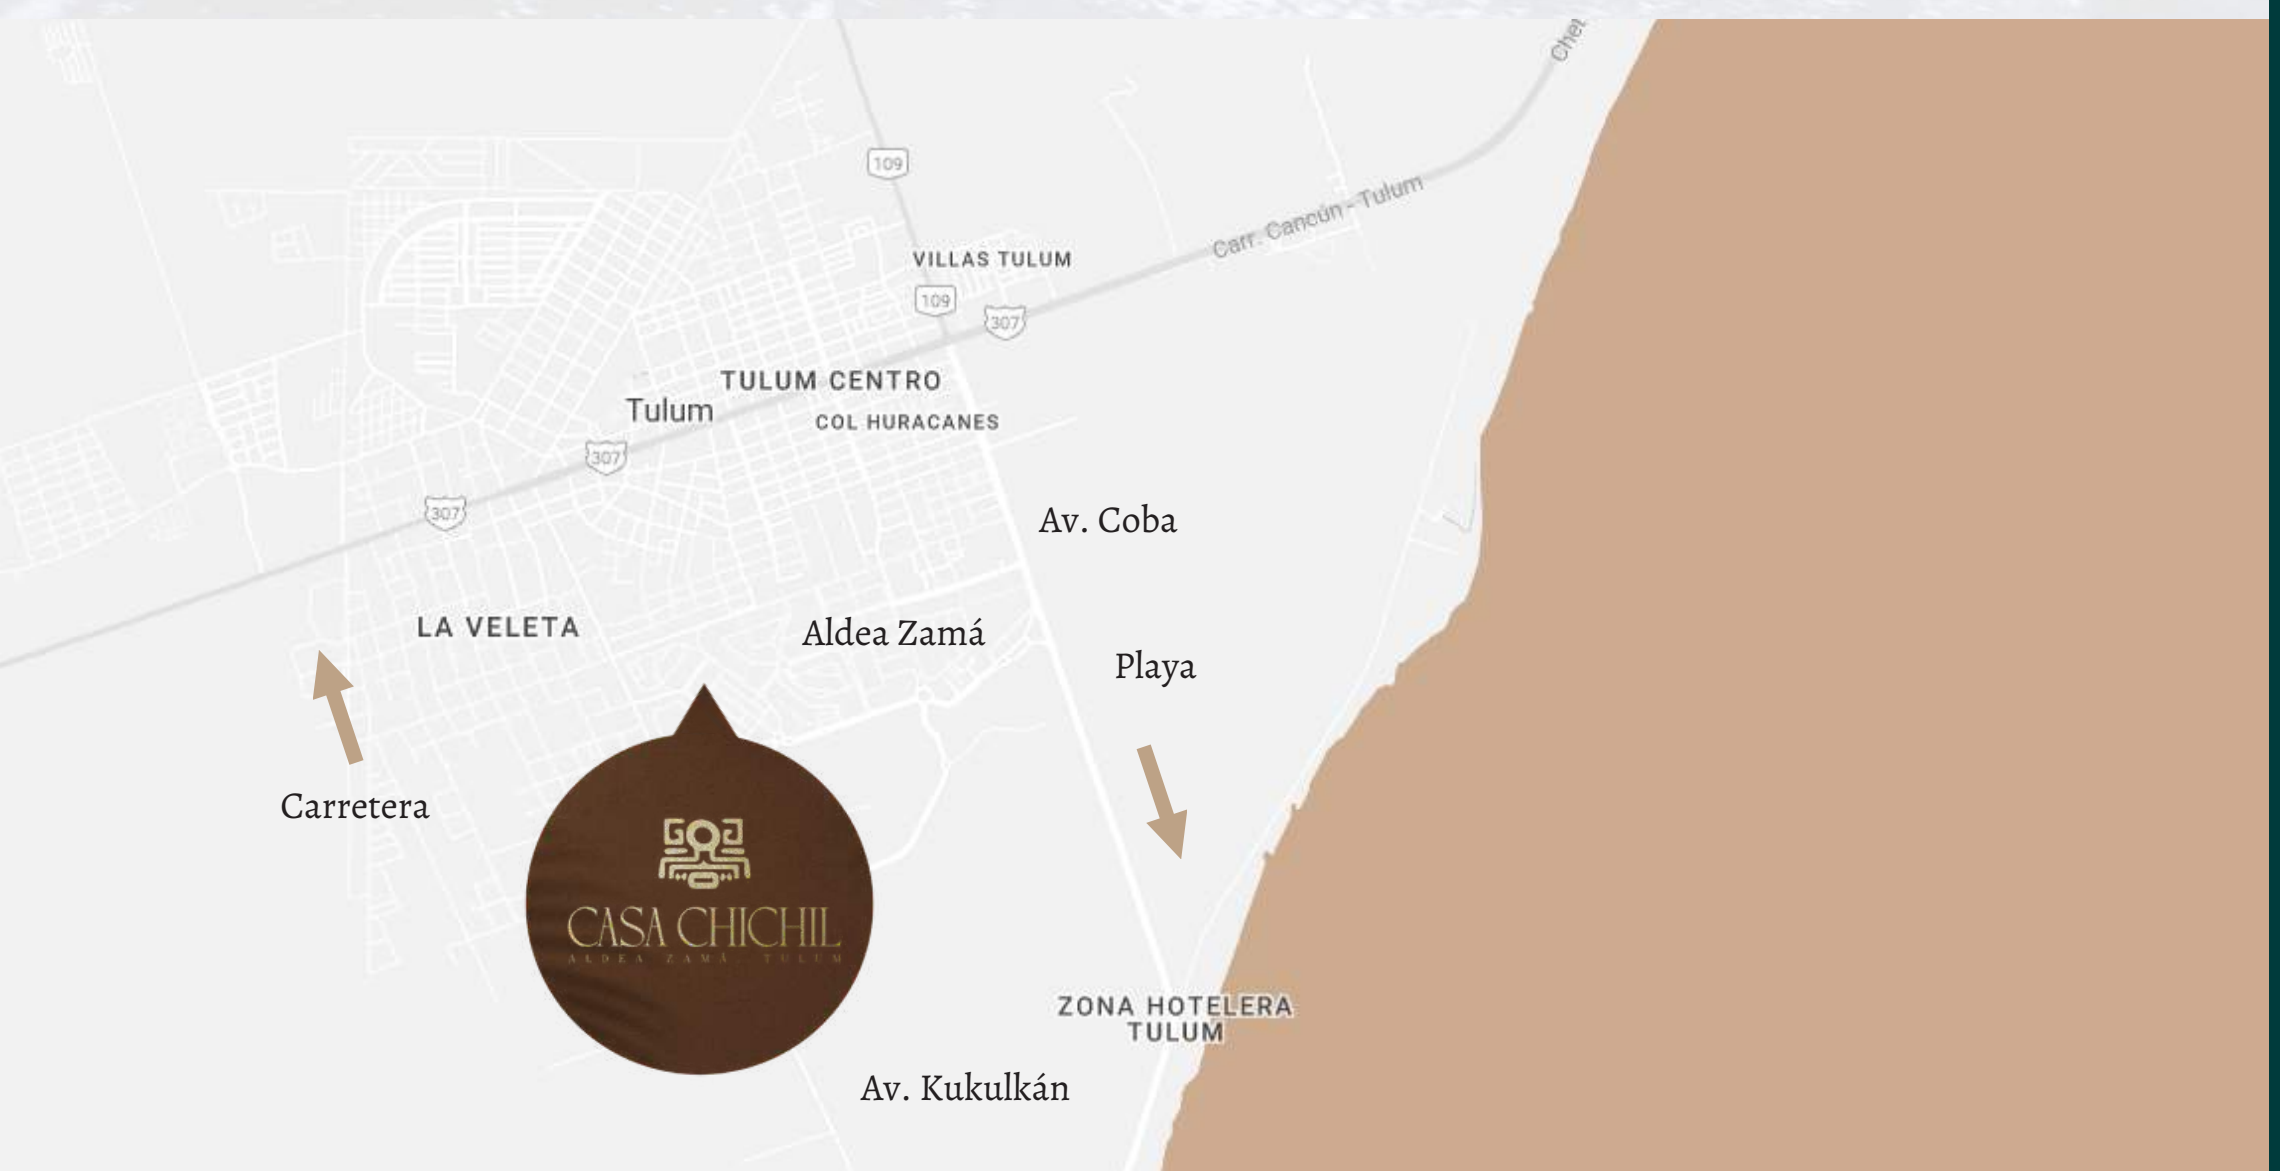 Chet
109
Carr. Cancún - Tulum
VILLAS TULUM
109
307
TULUM CENTRO
Tulum
COL HURACANES
307
307
Av. Coba
LA VELETA
Aldea Zamá
Playa
Carretera
CASA CHICHIL
ALDEA ZAMÁ, TULUM
ZONA HOTELERA
TULUM
Av. Kukulkán